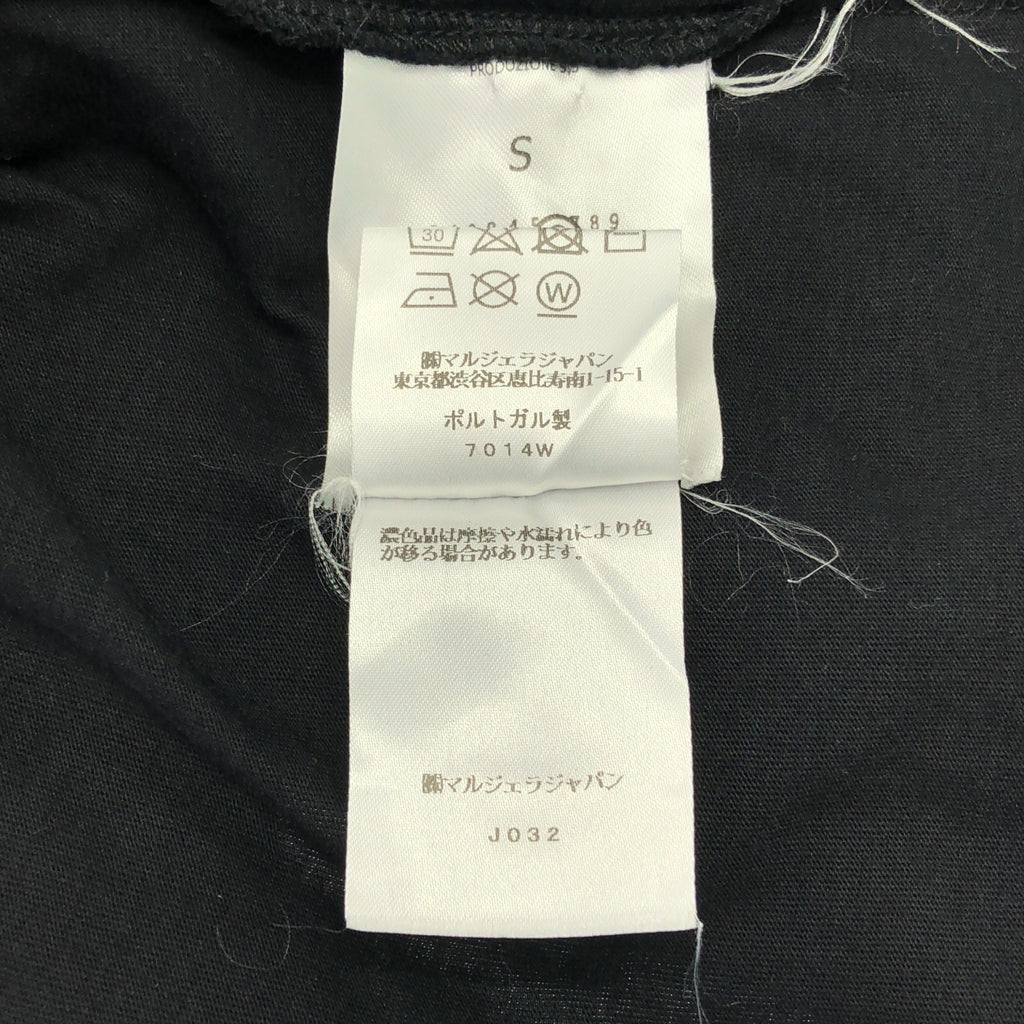 S
789
30
W
㈱マルジェラジャパン
東京都渋谷区恵比寿南1-15-1
ポルトガル製
7014W
濃色品は摩擦や水濡れにより色
が移る場合があります。
㈱マルジェラジャパン
J032